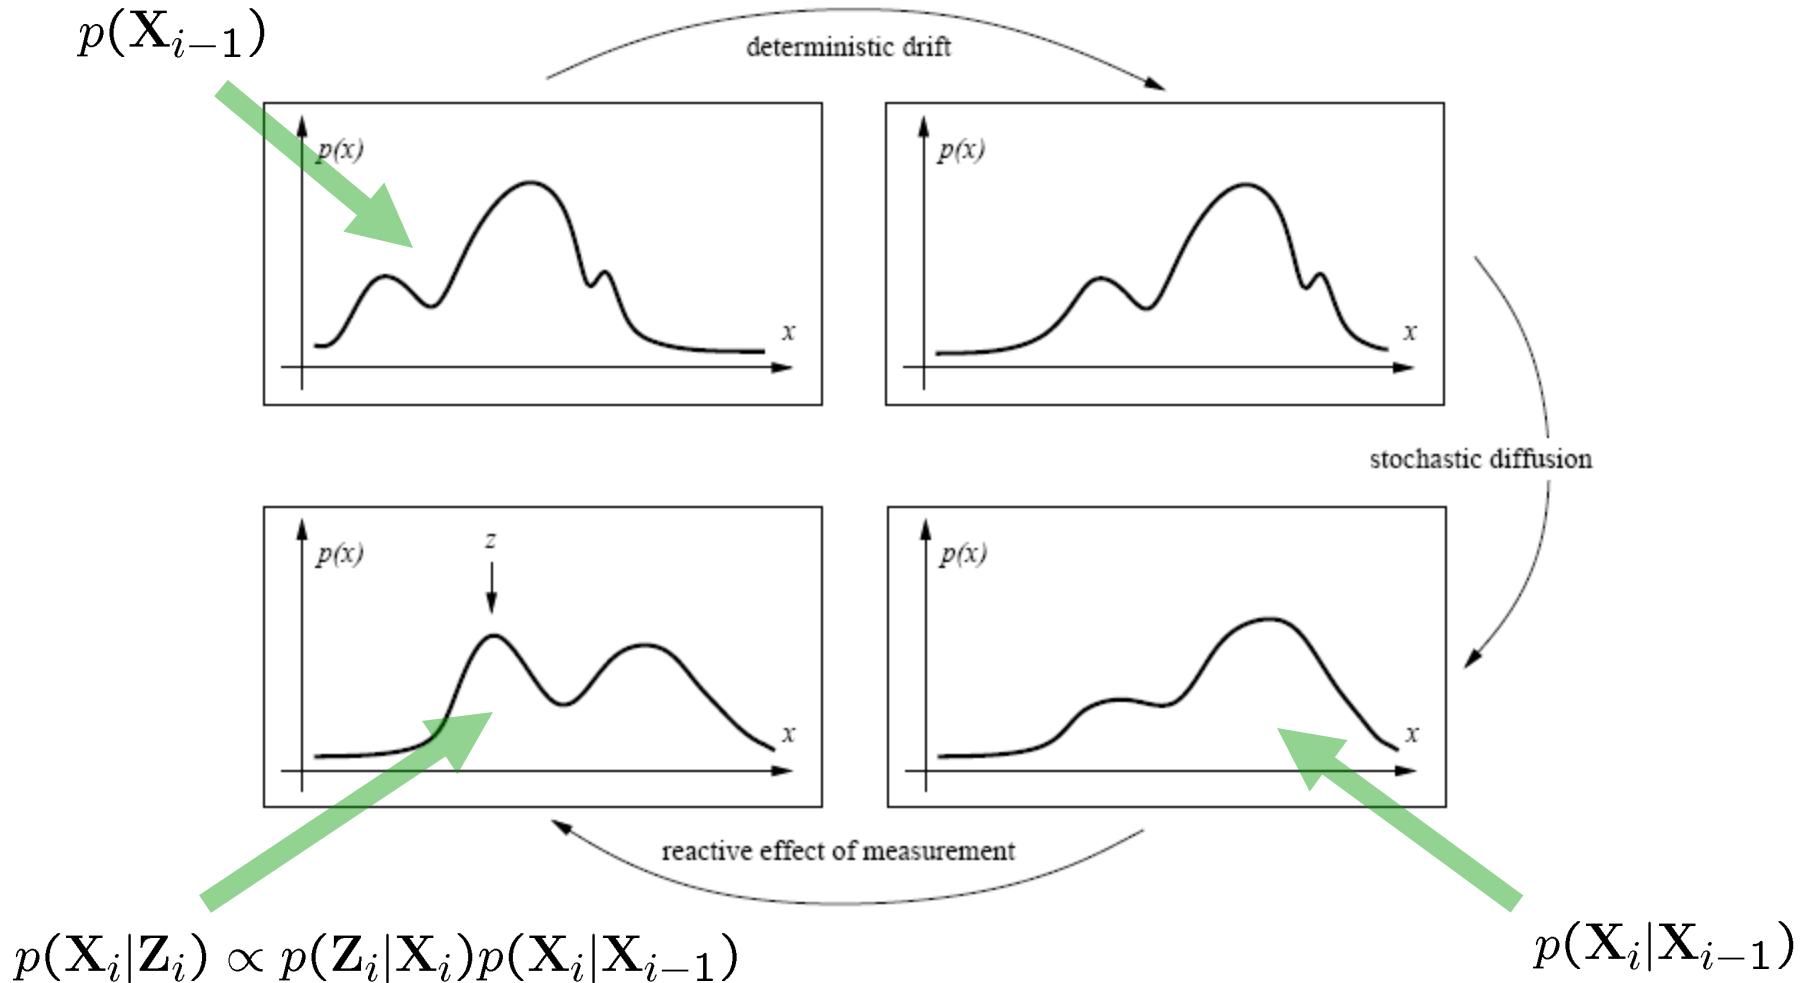 p(X_{i-1})
deterministic drift
p(x)
x
p(x)
x
stochastic diffusion
p(x)
z
x
p(x)
x
reactive effect of measurement
p(X_i|Z_i) ∝ p(Z_i|X_i)p(X_i|X_{i-1})
p(X_i|X_{i-1})